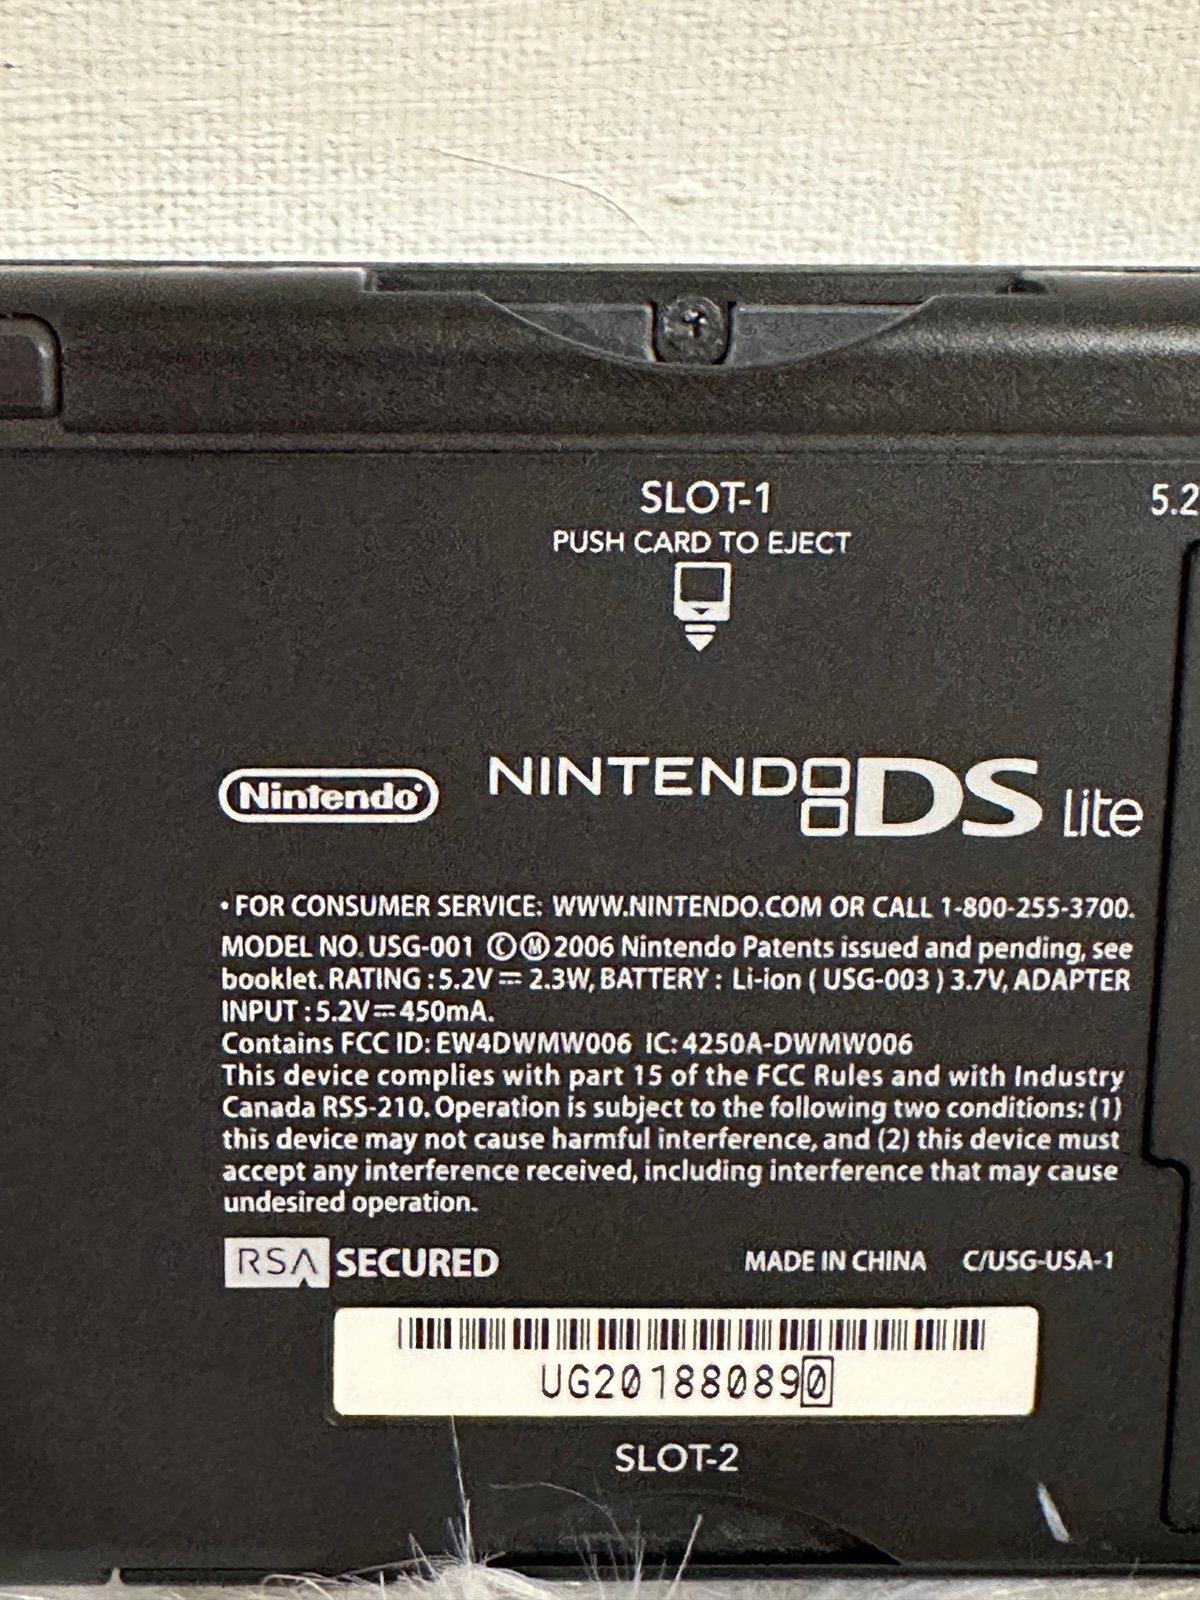 SLOT-1
5.2
PUSH CARD TO EJECT
Nintendo®
NINTENDO DS Lite
• FOR CONSUMER SERVICE: WWW.NINTENDO.COM OR CALL 1-800-255-3700.
MODEL NO. USG-001 ⒸⓂ2006 Nintendo Patents issued and pending, see
booklet. RATING : 5.2V⎓ 2.3W, BATTERY : Li-ion ( USG-003 ) 3.7V, ADAPTER
INPUT : 5.2V⎓450mA.
Contains FCC ID: EW4DWMW006 IC: 4250A-DWMW006
This device complies with part 15 of the FCC Rules and with Industry
Canada RSS-210. Operation is subject to the following two conditions: (1)
this device may not cause harmful interference, and (2) this device must
accept any interference received, including interference that may cause
undesired operation.
RSA SECURED MADE IN CHINA C/USG-USA-1
UG201880890
SLOT-2